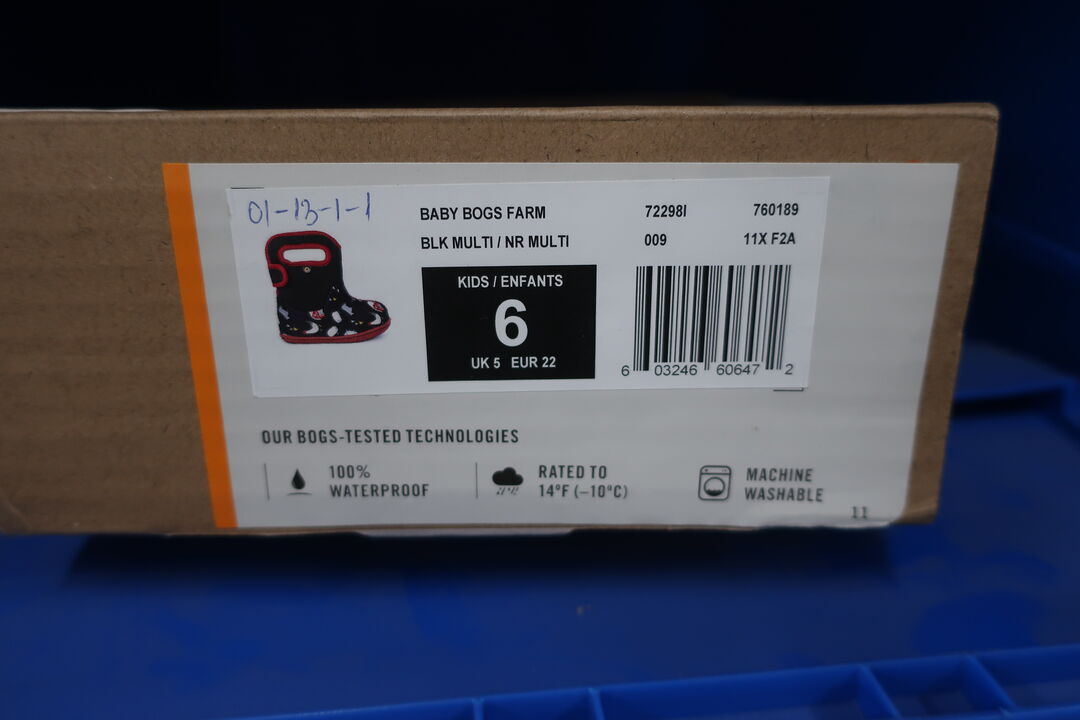 01-13-1-1
BABY BOGS FARM
72298I
760189
BLK MULTI / NR MULTI
009
11X F2A
KIDS / ENFANTS
6
UK 5 EUR 22
6 03246 60647 2
OUR BOGS-TESTED TECHNOLOGIES
100%
WATERPROOF
RATED TO
14°F (–10°C)
MACHINE
WASHABLE
11